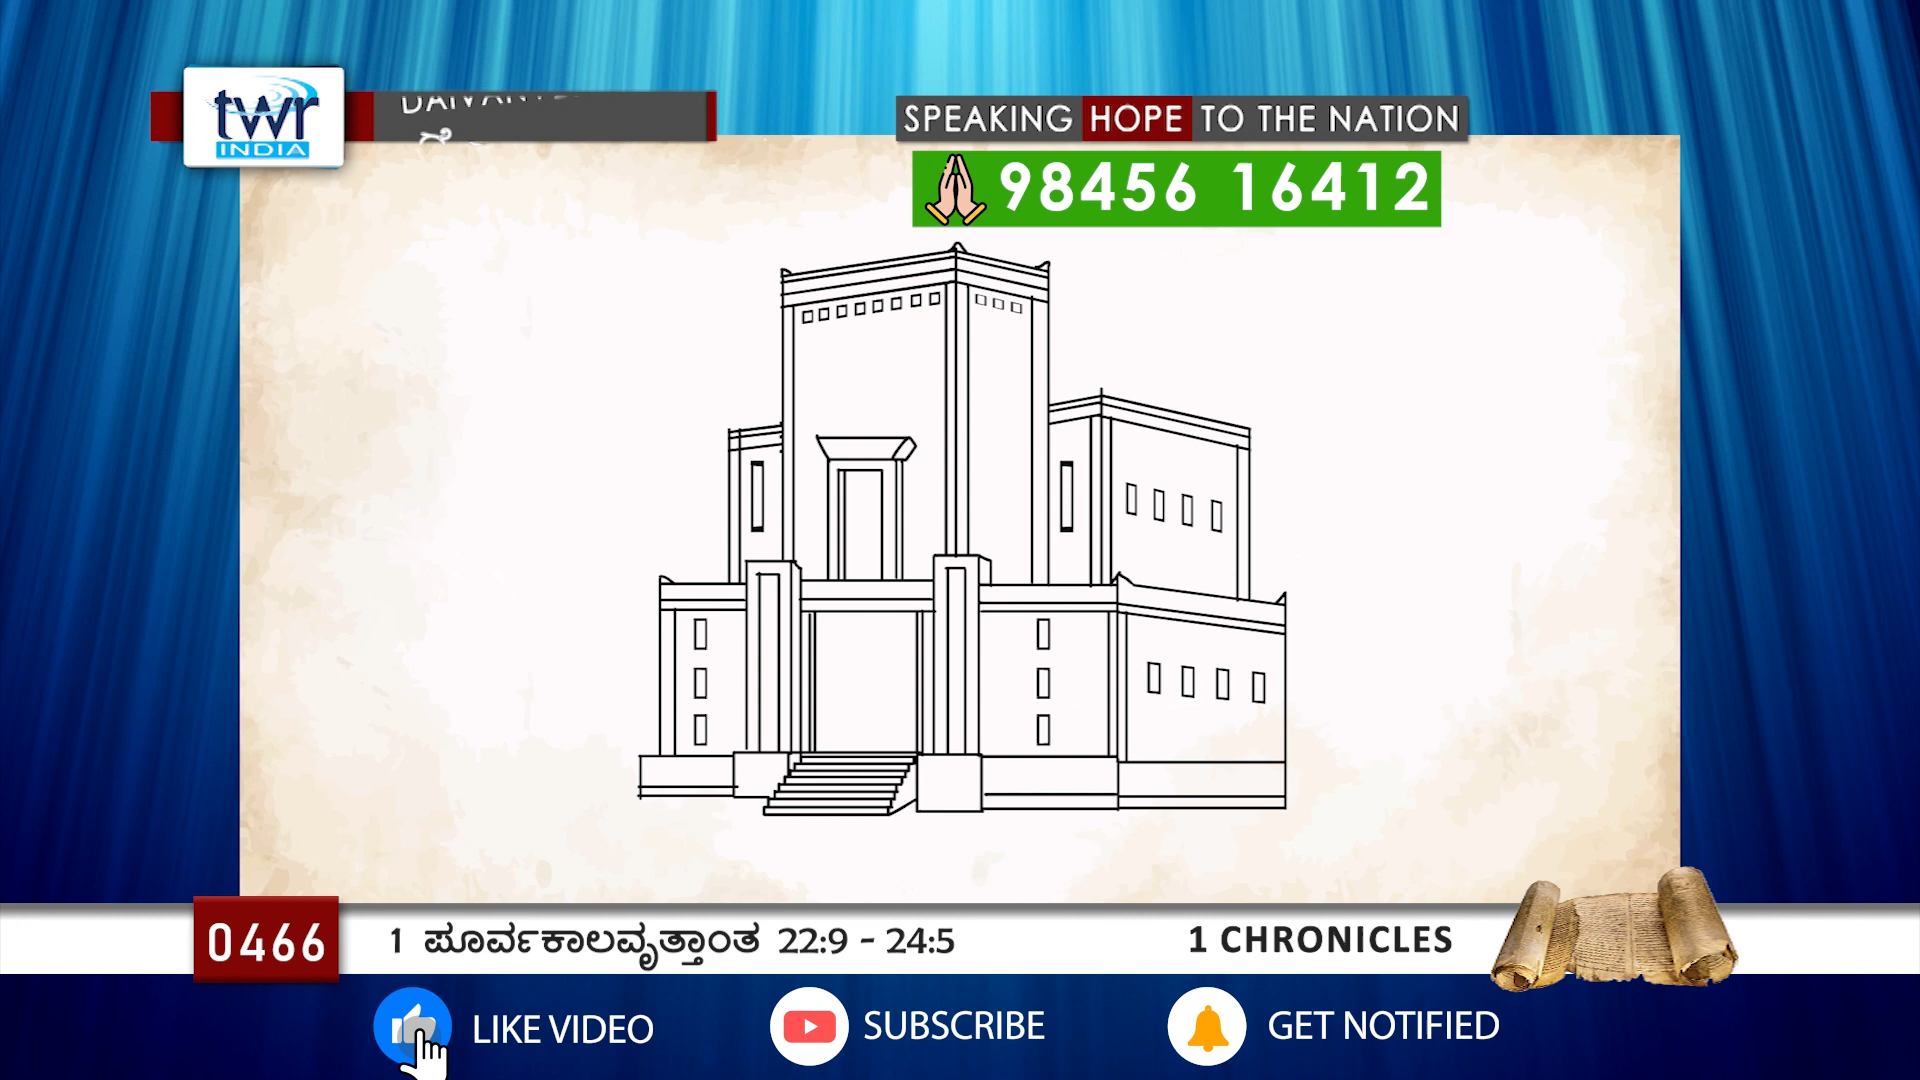 twr
INDIA
SPEAKING HOPE TO THE NATION
98456 16412
0466
1 ಪೂರ್ವಕಾಲವೃತ್ತಾಂತ 22:9 - 24:5
1 CHRONICLES
LIKE VIDEO
SUBSCRIBE
GET NOTIFIED